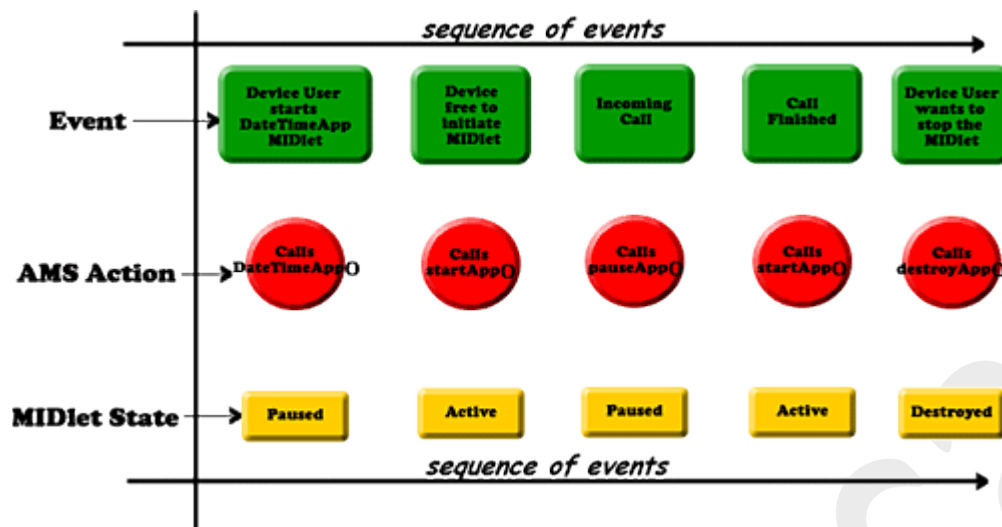 sequence of events
Event
Device User
starts
DateTimeApp
MIDlet
Device
free to
initiate
MIDlet
Incoming
Call
Call
Finished
Device User
wants to
stop the
MIDlet
AMS Action
Calls
DateTimeApp()
Calls
startApp()
Calls
pauseApp()
Calls
startApp()
Calls
destroyApp()
MIDlet State
Paused
Active
Paused
Active
Destroyed
sequence of events